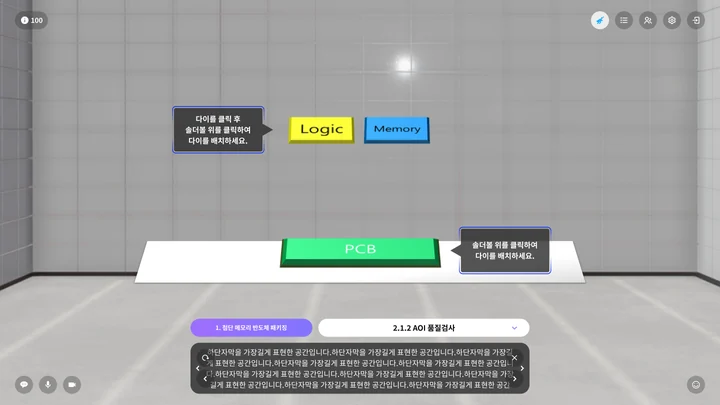 100
다이를 클릭 후
솔더볼 위를 클릭하여
다이를 배치하세요.
Logic
Memory
PCB
솔더볼 위를 클릭하여
다이를 배치하세요.
1. 첨단 메모리 반도체 패키징
2.1.2 AOI 품질검사
하단자막을 가장길게 표현한 공간입니다.하단자막을 가장길게 표현한 공간입니다.하단자막을 가장길게
표현한 공간입니다.하단자막을 가장길게 표현한 공간입니다.하단자막을 가장길게 표현한 공간입니다
하단자막을 가장길게 표현한 공간입니다.하단자막을 가장길게 표현한 공간입니다.하단자막을
가장길게 표현한 공간입니다.하단자막을 가장길게 표현한 공간입니다.하단자막을 가장길게 표현한 공간